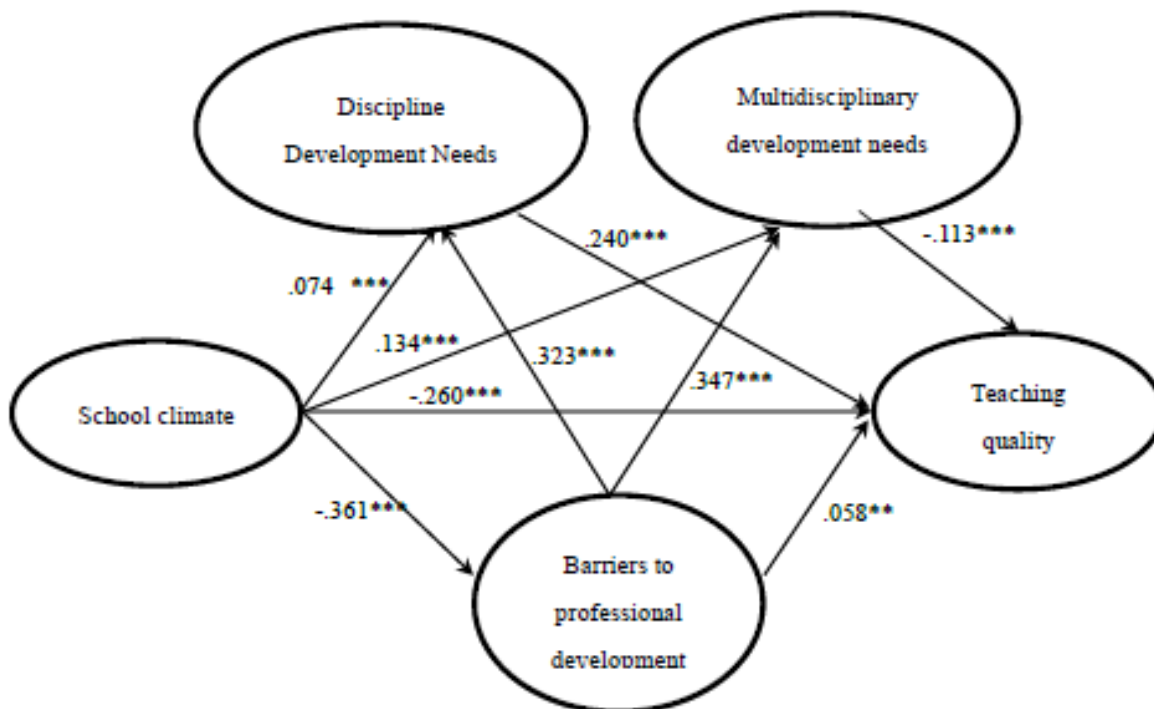 Discipline
Development Needs
Multidisciplinary
development needs
.240***
-.113***
.074 ***
.134***
.323***
.347***
-.260***
School climate
Teaching
quality
-.361***
.058**
Barriers to
professional
development